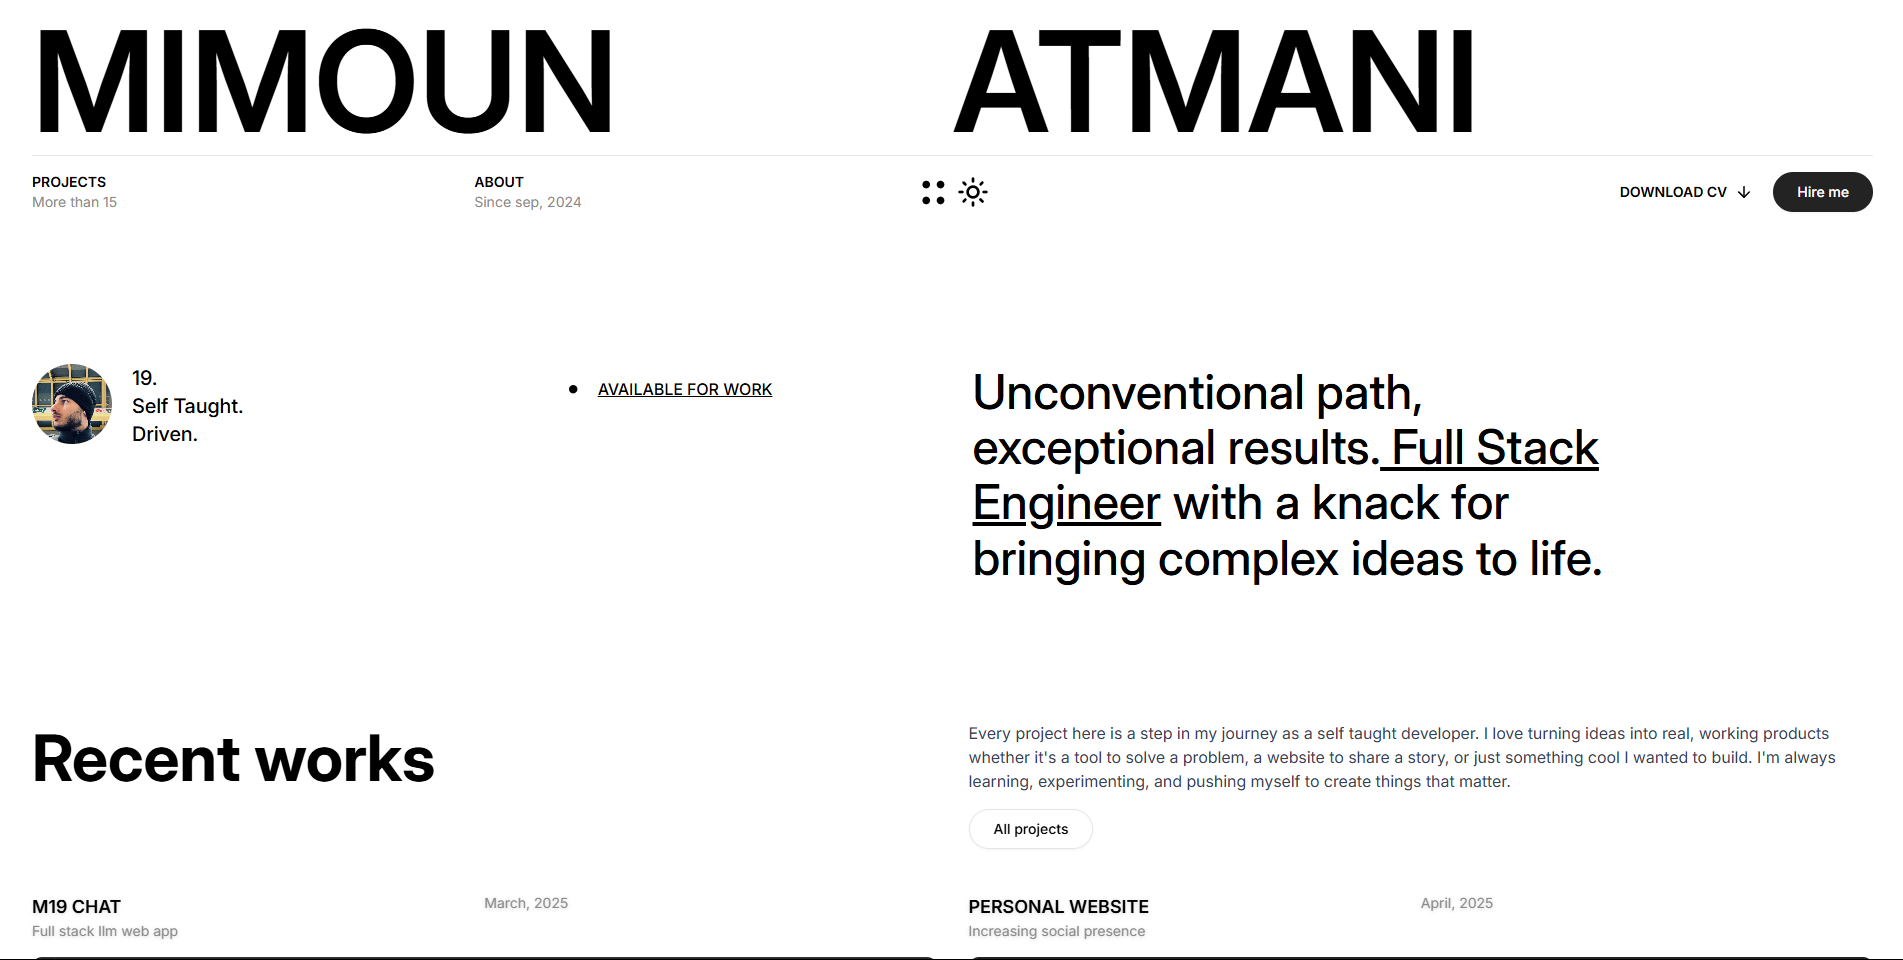 MIMOUN ATMANI
PROJECTS
More than 15
ABOUT
Since sep, 2024
DOWNLOAD CV
Hire me
19.
Self Taught.
Driven.
AVAILABLE FOR WORK
Unconventional path,
exceptional results. Full Stack
Engineer with a knack for
bringing complex ideas to life.
Recent works
Every project here is a step in my journey as a self taught developer. I love turning ideas into real, working products
whether it's a tool to solve a problem, a website to share a story, or just something cool I wanted to build. I'm always
learning, experimenting, and pushing myself to create things that matter.
All projects
M19 CHAT
March, 2025
Full stack llm web app
PERSONAL WEBSITE
April, 2025
Increasing social presence